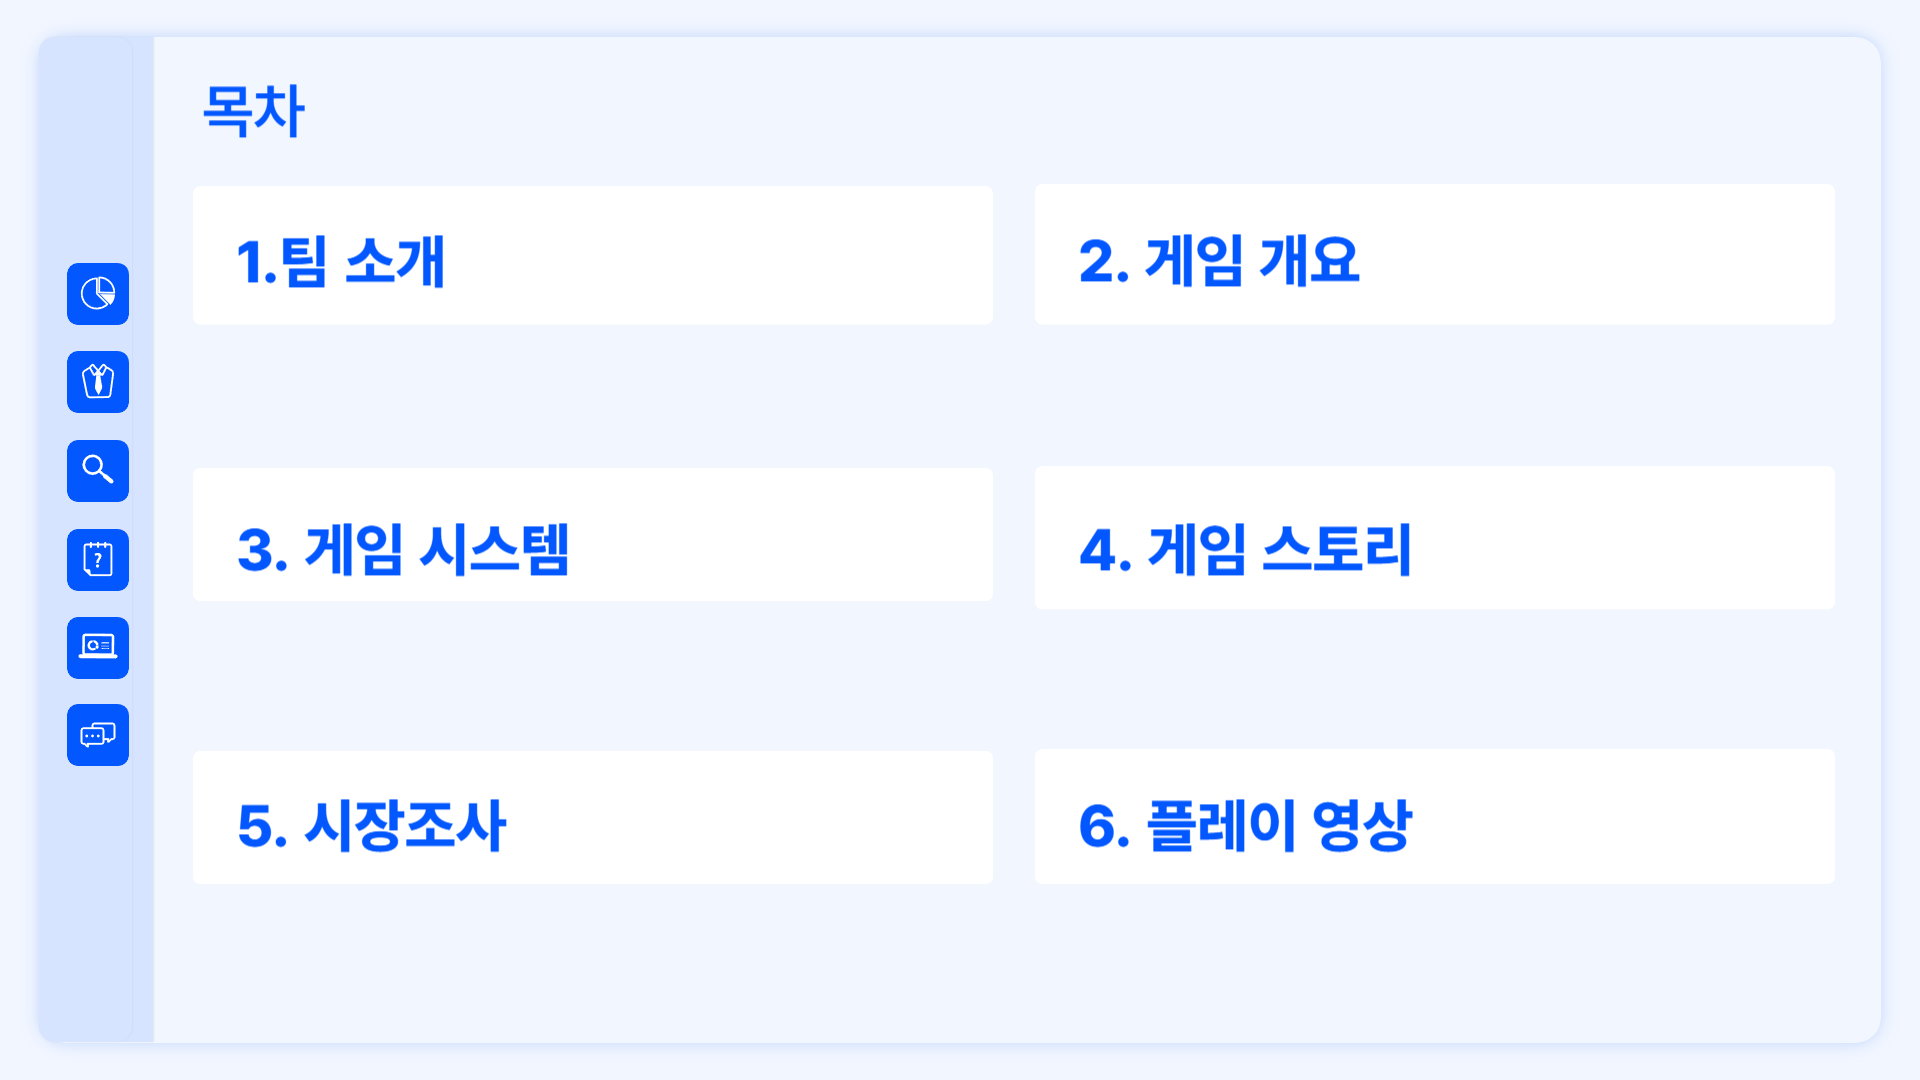 목차
1.팀 소개
2. 게임 개요
3. 게임 시스템
4. 게임 스토리
5. 시장조사
6. 플레이 영상
?